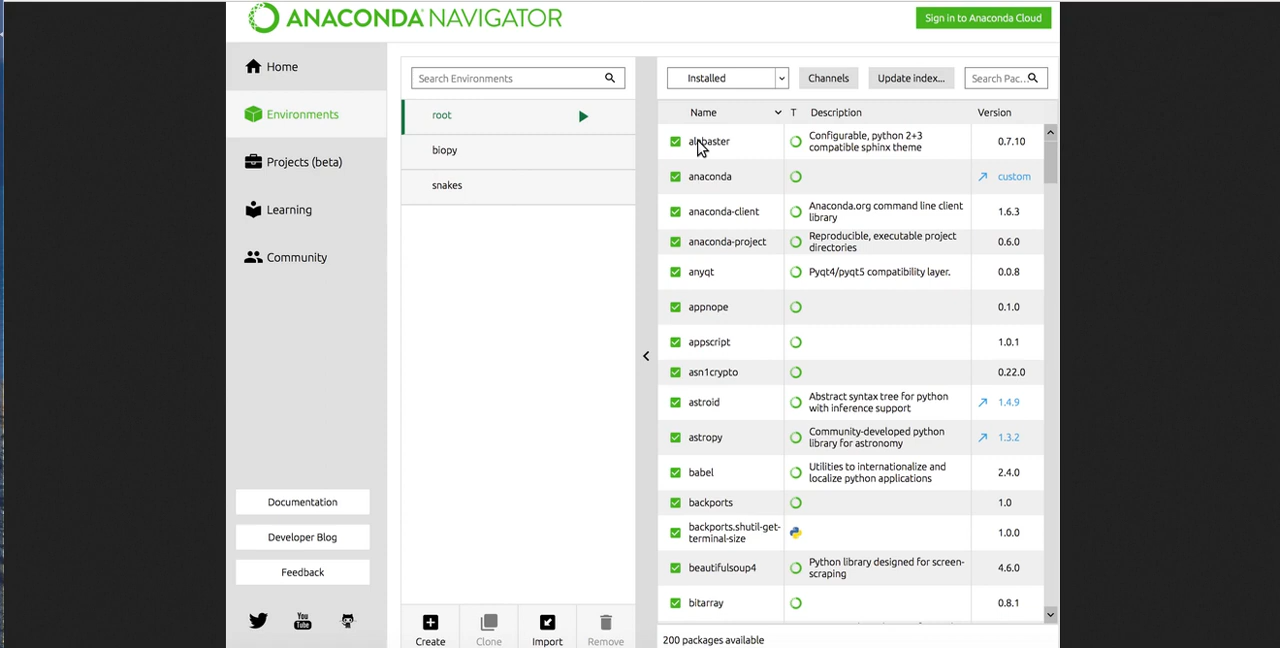 ANACONDA NAVIGATOR
Sign in to Anaconda Cloud
Home
Environments
Projects (beta)
Learning
Community
Documentation
Developer Blog
Feedback
You
Tube
Search Environments
root
biopy
snakes
Create
Clone
Import
Remove
Installed
Channels
Update index...
Search Pac...
Name
T
Description
Version
alabaster
Configurable, python 2+3
compatible sphinx theme
0.7.10
anaconda
custom
anaconda-client
Anaconda.org command line client
library
1.6.3
anaconda-project
Reproducible, executable project
directories
0.6.0
anyqt
Pyqt4/pyqt5 compatibility layer.
0.0.8
appnope
0.1.0
appscript
1.0.1
asn1crypto
0.22.0
astroid
Abstract syntax tree for python
with inference support
1.4.9
astropy
Community-developed python
library for astronomy
1.3.2
babel
Utilities to internationalize and
localize python applications
2.4.0
backports
1.0
backports.shutil-get-
terminal-size
1.0.0
beautifulsoup4
Python library designed for screen-
scraping
4.6.0
bitarray
0.8.1
200 packages available